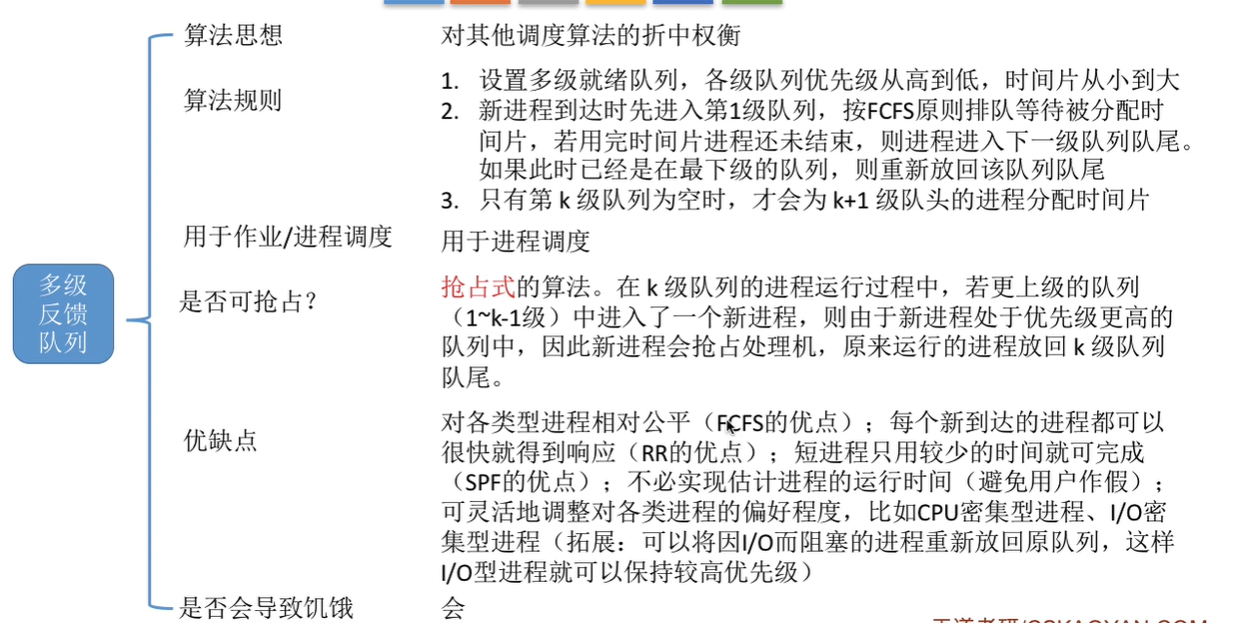 算法思想
对其他调度算法的折中权衡
算法规则
1. 设置多级就绪队列，各级队列优先级从高到低，时间片从小到大
2. 新进程到达时先进入第1级队列，按FCFS原则排队等待被分配时
间片，若用完时间片进程还未结束，则进程进入下一级队列队尾。
如果此时已经是在最下级的队列，则重新放回该队列队尾
3. 只有第 k 级队列为空时，才会为 k+1 级队头的进程分配时间片
用于作业/进程调度
用于进程调度
多级
反馈
队列
是否可抢占？
抢占式的算法。在 k 级队列的进程运行过程中，若更上级的队列
（1~k-1级）中进入了一个新进程，则由于新进程处于优先级更高的
队列中，因此新进程会抢占处理机，原来运行的进程放回 k 级队列
队尾。
优缺点
对各类型进程相对公平（FCFS的优点）；每个新到达的进程都可以
很快就得到响应（RR的优点）；短进程只用较少的时间就可完成
（SPF的优点）；不必实现估计进程的运行时间（避免用户作假）；
可灵活地调整对各类进程的偏好程度，比如CPU密集型进程、I/O密
集型进程（拓展：可以将因I/O而阻塞的进程重新放回原队列，这样
I/O型进程就可以保持较高优先级）
是否会导致饥饿
会